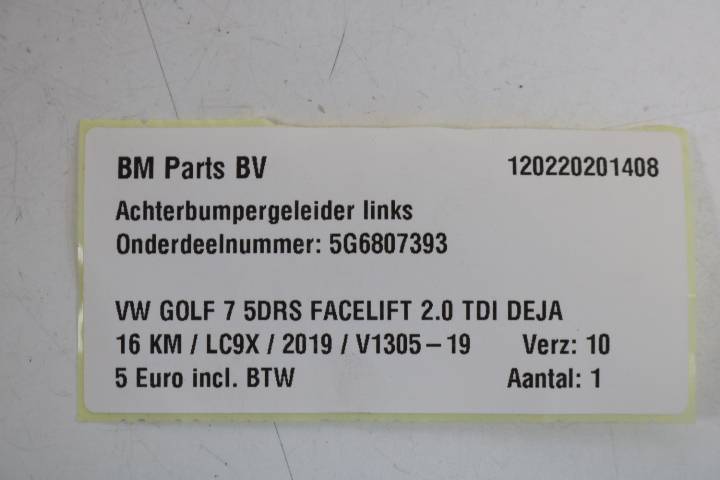 BM Parts BV 120220201408
Achterbumpergeleider links
Onderdeelnummer: 5G6807393
VW GOLF 7 5DRS FACELIFT 2.0 TDI DEJA
16 KM / LC9X / 2019 / V1305-19 Verz: 10
5 Euro incl. BTW Aantal: 1